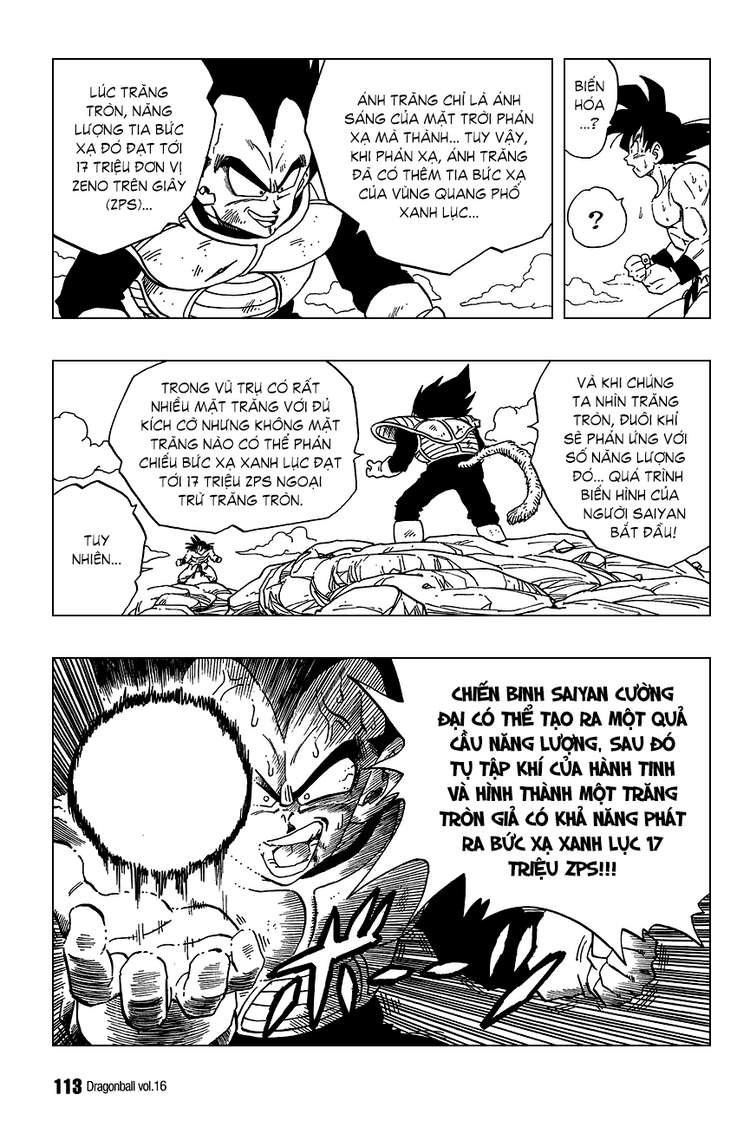 BIẾN
HÓA
...?
?
ÁNH TRĂNG CHỈ LÀ ÁNH
SÁNG CỦA MẶT TRỜI PHẢN
XẠ MÀ THÀNH... TUY VẬY,
KHI PHẢN XẠ, ÁNH TRĂNG
ĐÃ CÓ THÊM TIA BỨC XẠ
CỦA VÙNG QUANG PHỔ
XANH LỤC...
LÚC TRĂNG
TRÒN, NĂNG
LƯỢNG TIA BỨC
XẠ ĐÓ ĐẠT TỚI
17 TRIỆU ĐƠN VỊ
ZENO TRÊN GIÂY
(ZPS)...
VÀ KHI CHÚNG
TA NHÌN TRĂNG
TRÒN, ĐUÔI KHỈ
SẼ PHẢN ỨNG VỚI
SỐ NĂNG LƯỢNG
ĐÓ... QUÁ TRÌNH
BIẾN HÌNH CỦA
NGƯỜI SAIYAN
BẮT ĐẦU!
TRONG VŨ TRỤ CÓ RẤT
NHIỀU MẶT TRĂNG VỚI ĐỦ
KÍCH CỠ NHƯNG KHÔNG MẶT
TRĂNG NÀO CÓ THỂ PHẢN
CHIẾU BỨC XẠ XANH LỤC ĐẠT
TỚI 17 TRIỆU ZPS NGOẠI
TRỪ TRĂNG TRÒN.
TUY
NHIÊN...
CHIẾN BINH SAIYAN CƯỜNG
ĐẠI CÓ THỂ TẠO RA MỘT QUẢ
CẦU NĂNG LƯỢNG, SAU ĐÓ
TỤ TẬP KHÍ CỦA HÀNH TINH
VÀ HÌNH THÀNH MỘT TRĂNG
TRÒN GIẢ CÓ KHẢ NĂNG PHÁT
RA BỨC XẠ XANH LỤC 17
TRIỆU ZPS!!!
113 Dragonball vol.16